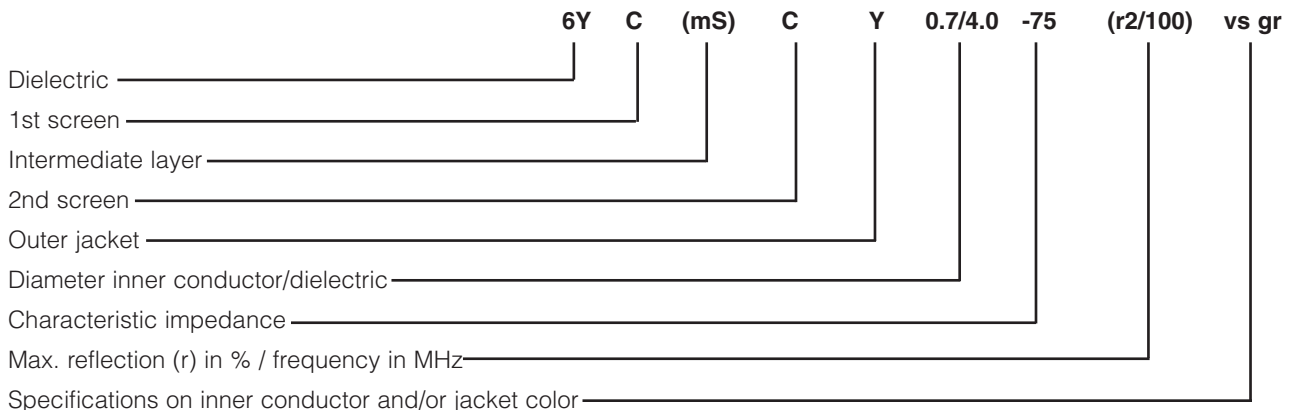 6Y C (mS) C Y 0.7/4.0 -75 (r2/100) vs gr
Dielectric
1st screen
Intermediate layer
2nd screen
Outer jacket
Diameter inner conductor/dielectric
Characteristic impedance
Max. reflection (r) in % / frequency in MHz
Specifications on inner conductor and/or jacket color